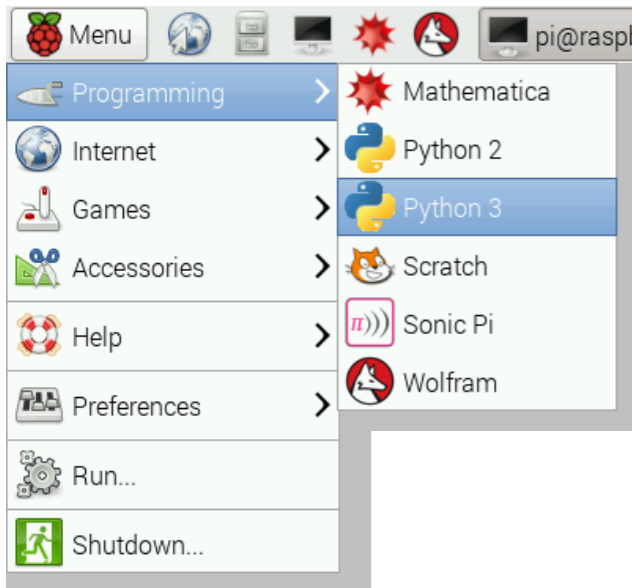 Menu
pi@rasp
Programming
Internet
Games
Accessories
Help
Preferences
Run...
Shutdown...
Mathematica
Python 2
Python 3
Scratch
π)))
Sonic Pi
Wolfram